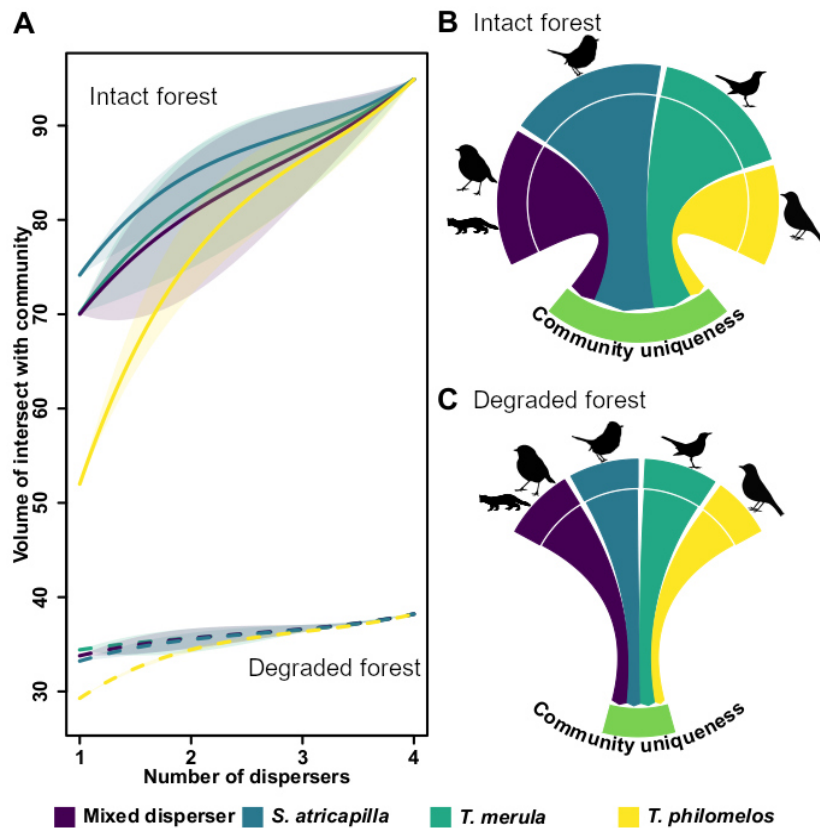 A
Intact forest
Degraded forest
Volume of intersect with community
90
80
70
60
50
40
30
1 2 3 4
Number of dispersers
B Intact forest
Community uniqueness
C Degraded forest
Community uniqueness
Mixed disperser S. atricapilla T. merula T. philomelos